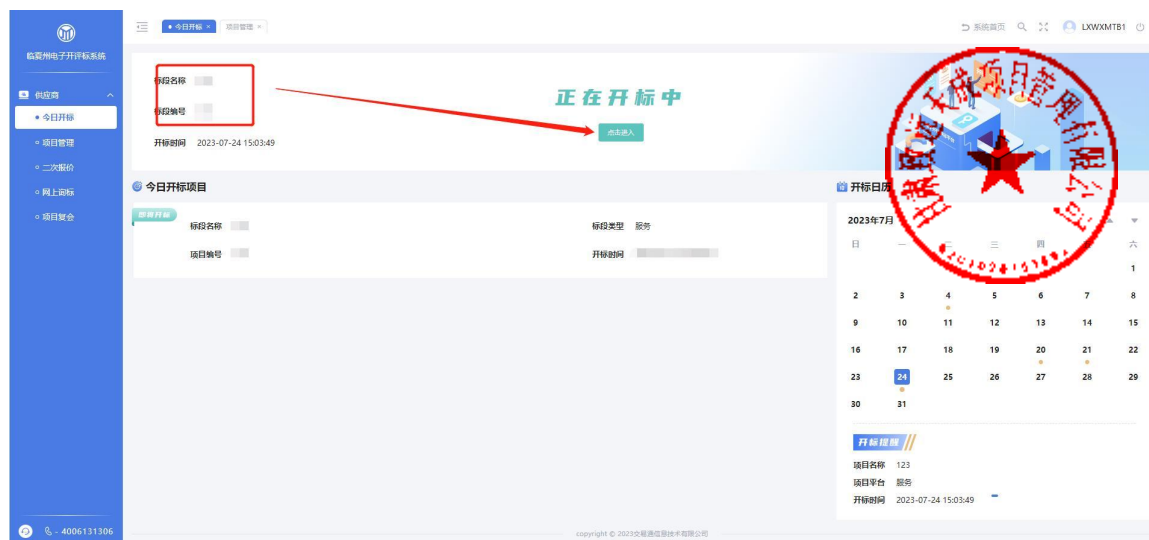 临夏州电子开评标系统
供应商
今日开标
项目管理
二次报价
网上询标
项目复会
4006131306
今日开标 ×
项目管理 ×
系统首页
LXWXMTB1
标段名称
标段编号
开标时间 2023-07-24 15:03:49
正在开标中
点击进入
今日开标项目
即将开标
标段名称
标段类型 服务
项目编号
开标时间
开标日历
2023年7月
日 一 二 三 四 六
1
2 3 4 5 6 7 8
9 10 11 12 13 14 15
16 17 18 19 20 21 22
23 24 25 26 27 28 29
30 31
开标提醒
项目名称 123
项目平台 服务
开标时间 2023-07-24 15:03:49
copyright © 2023交易通信息技术有限公司